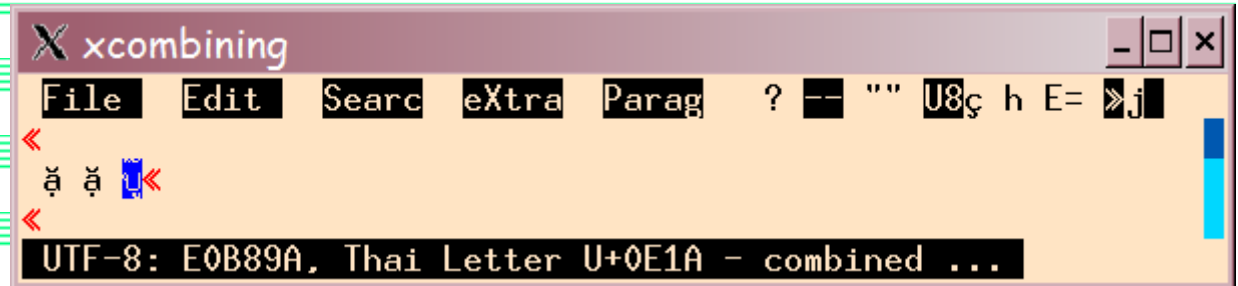 xcombining
File Edit Searc eXtra Parag ? -- "" U8ç h E= »j
«
ặ ặ «
«
UTF-8: E0B89A, Thai Letter U+0E1A - combined ...